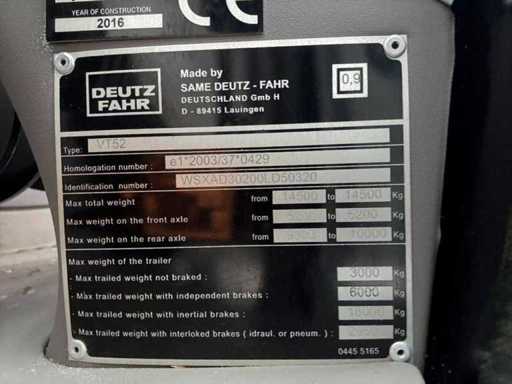 YEAR OF CONSTRUCTION
2016
CE
DEUTZ
FAHR
Made by
SAME DEUTZ - FAHR
DEUTSCHLAND Gmb H
D - 89415 Lauingen
0,9
Type: VT52
Homologation number : e1*2003/37*0429
Identification number : WSXAD30200LD50320
Max total weight from 14500 to 14500 Kg
Max weight on the front axle from to 5200 Kg
Max weight on the rear axle from to 10000 Kg
Max weight of the trailer
- Max trailed weight not braked : 3000 Kg
- Max trailed weight with independent brakes : 6000 Kg
- Max trailed weight with inertial brakes : Kg
- Max trailed weight with interloked brakes ( idraul. or pneum. ) : Kg
0445 5165